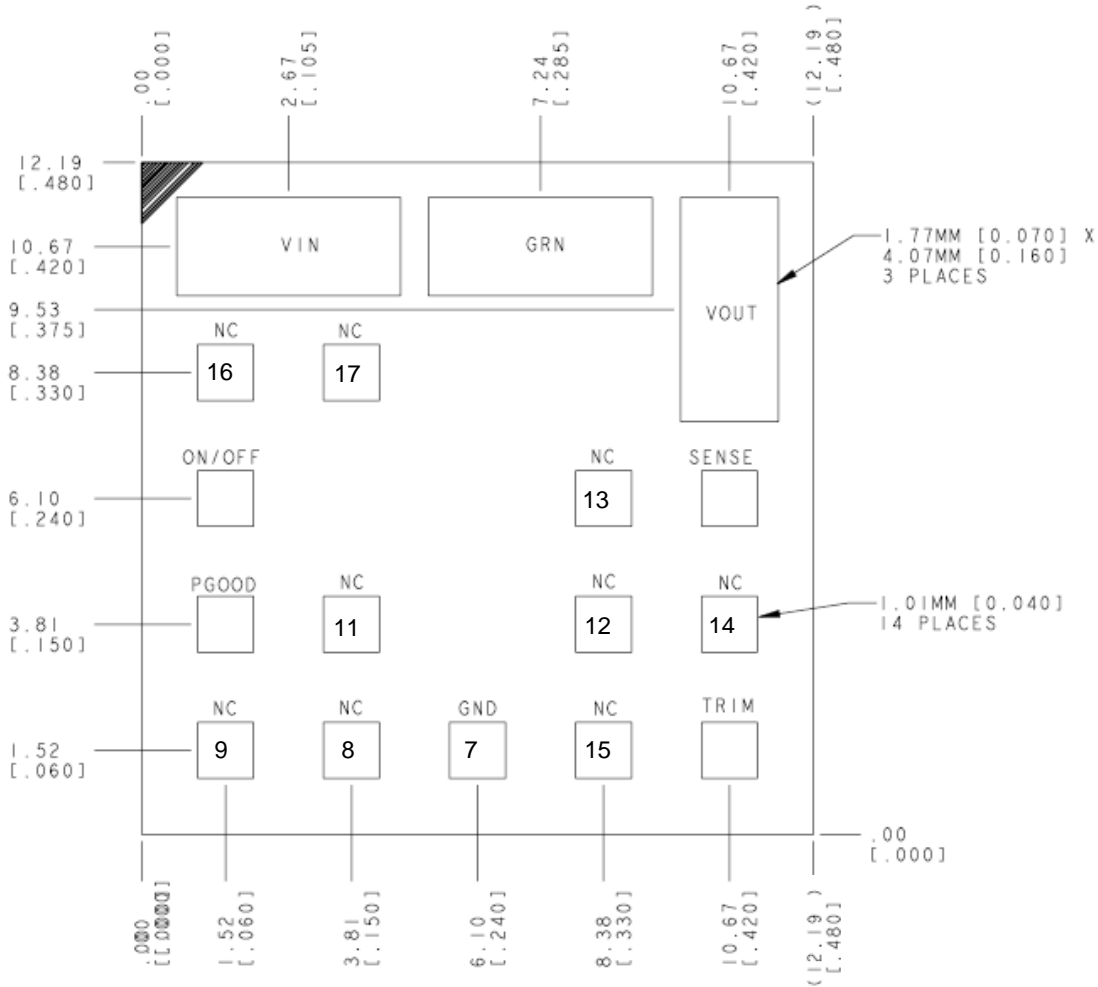 .00
[.000]
2.67
[.105]
7.24
[.285]
10.67
[.420]
(12.19 )
[.480]
12.19
[.480]
VIN
GRN
10.67
[.420]
1.77MM [0.070] X
4.07MM [0.160]
3 PLACES
9.53
[.375]
VOUT
NC
NC
8.38
[.330]
16
17
ON/OFF
NC
SENSE
6.10
[.240]
13
PGOOD
NC
NC
NC
3.81
[.150]
11
12
14
1.01MM [0.040]
14 PLACES
NC
NC
GND
NC
TRIM
1.52
[.060]
9
8
7
15
.00
[.000]
1.52
[.060]
3.81
[.150]
6.10
[.240]
8.38
[.330]
10.67
[.420]
(12.19 )
[.480]